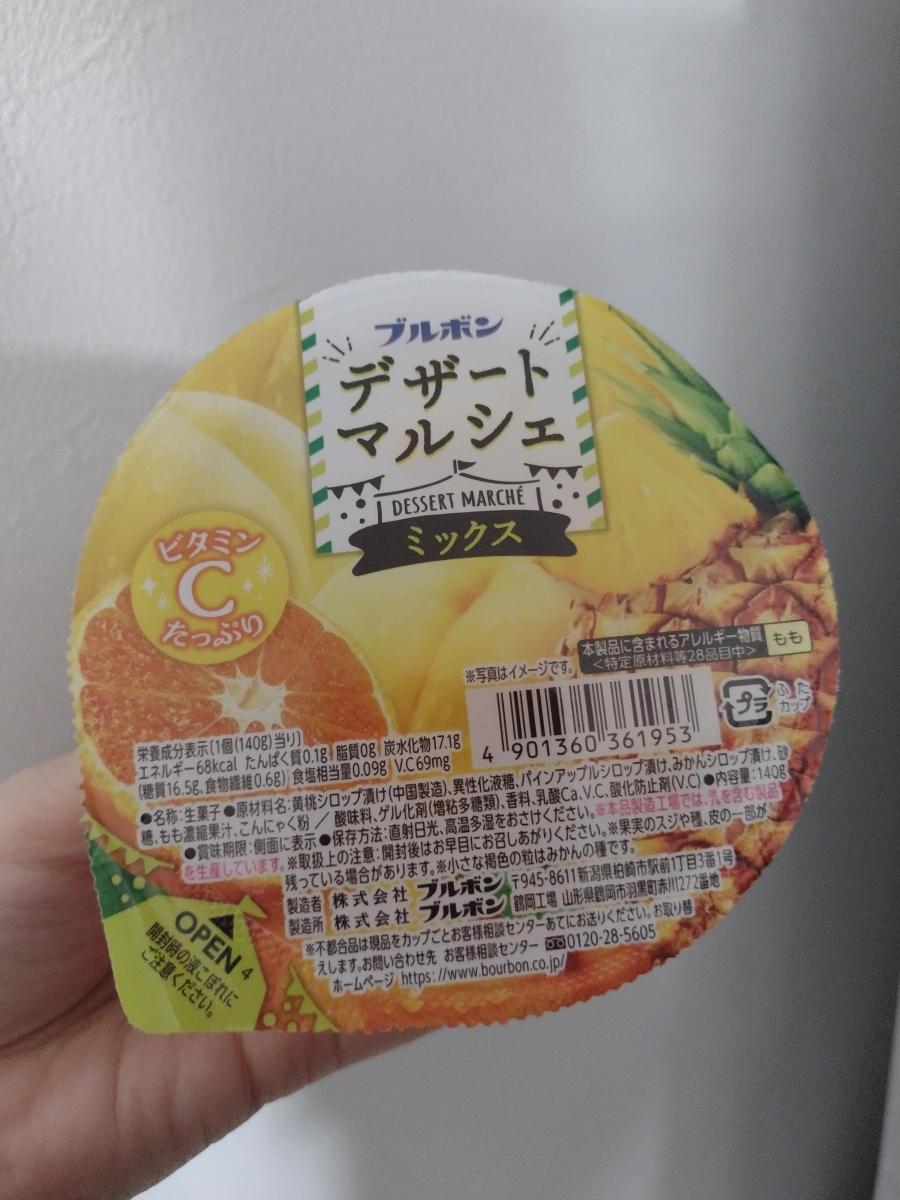 ブルボン
デザート
マルシェ
DESSERT MARCHÉ
ミックス
ビタミン
C
たっぷり
本製品に含まれるアレルギー物質
<特定原材料等28品目中>
もも
※写真はイメージです。
4 901360 361953
プラ
ふた
カップ
栄養成分表示[1個(140g)当り]
エネルギー68kcal たんぱく質0.1g 脂質0g 炭水化物17.1g
(糖質16.5g、食物繊維0.6g) 食塩相当量0.09g V.C 69mg
●名称:生菓子●原材料名:黄桃シロップ漬け(中国製造)、異性化液糖、パインアップルシロップ漬け、みかんシロップ漬け、砂
糖、もも濃縮果汁、こんにゃく粉 / 酸味料、ゲル化剤(増粘多糖類)、香料、乳酸Ca、V.C、酸化防止剤(V.C) ●内容量:140g
●賞味期限:側面に表示●保存方法:直射日光、高温多湿をおさけください。※本品製造工場では、乳を含む製品
を生産しています。※取扱上の注意:開封後はお早目にお召しあがりください。※果実のスジや種、皮の一部が
残っている場合があります。※小さな褐色の粒はみかんの種です。
製造者 株式会社 ブルボン 〒945-8611 新潟県柏崎市駅前1丁目3番1号
製造所 株式会社 ブルボン 鶴岡工場 山形県鶴岡市羽黒町赤川272番地
※不都合品は現品をカップごとお客様相談センターあてにお送りください。お取り替
えします。お問い合わせ先 お客様相談センター 0120-28-5605
ホームページ https://www.bourbon.co.jp/
OPEN 4
開封時の液こぼれに
ご注意ください。